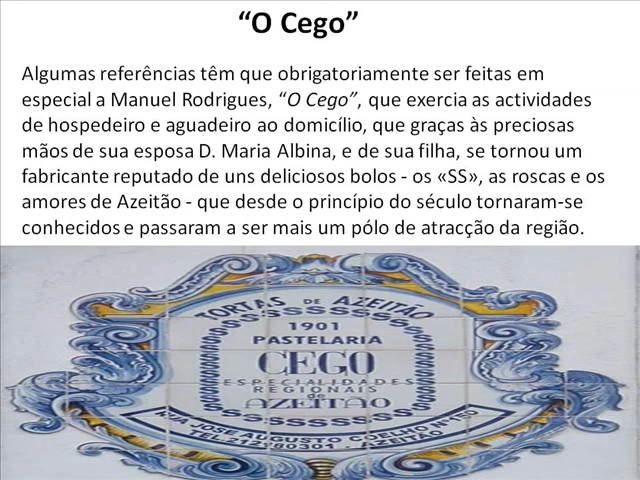 “O Cego”
Algumas referências têm que obrigatoriamente ser feitas em
especial a Manuel Rodrigues, “O Cego”, que exercia as actividades
de hospedeiro e aguadeiro ao domicílio, que graças às preciosas
mãos de sua esposa D. Maria Albina, e de sua filha, se tornou um
fabricante reputado de uns deliciosos bolos - os «SS», as roscas e os
amores de Azeitão - que desde o princípio do século tornaram-se
conhecidos e passaram a ser mais um pólo de atracção da região.
TORTAS DE AZEITÃO
1901
PASTELARIA
CEGO
ESPECIALIDADES
REGIONAIS
de
AZEITÃO
RUA JOSÉ AUGUSTO COELHO Nº150
TEL. - AZEITÃO